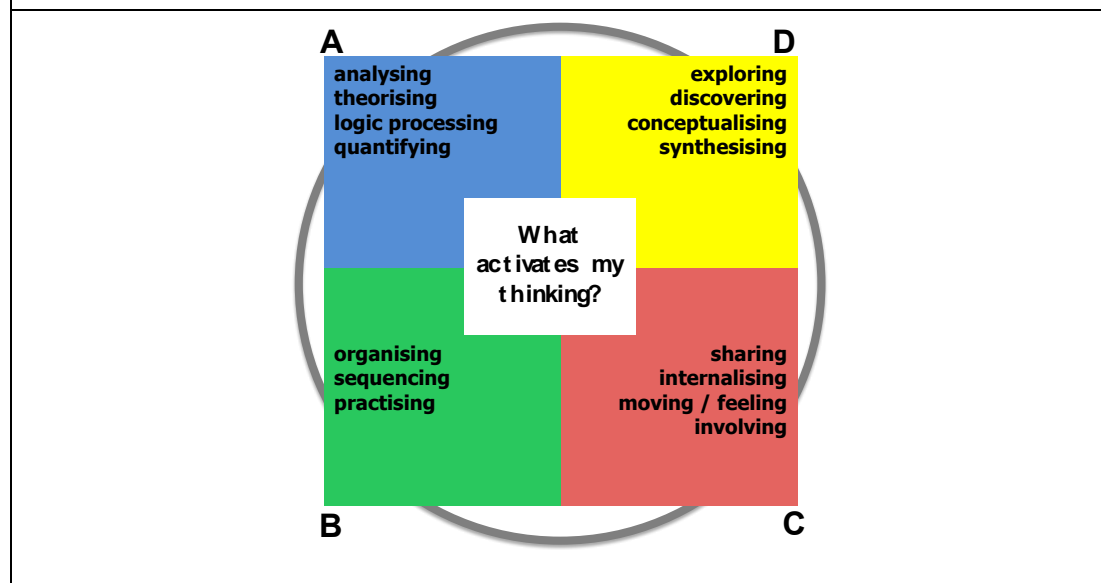 A
D
analysing
theorising
logic processing
quantifying
exploring
discovering
conceptualising
synthesising
What
activates my
thinking?
organising
sequencing
practising
sharing
internalising
moving / feeling
involving
B
C